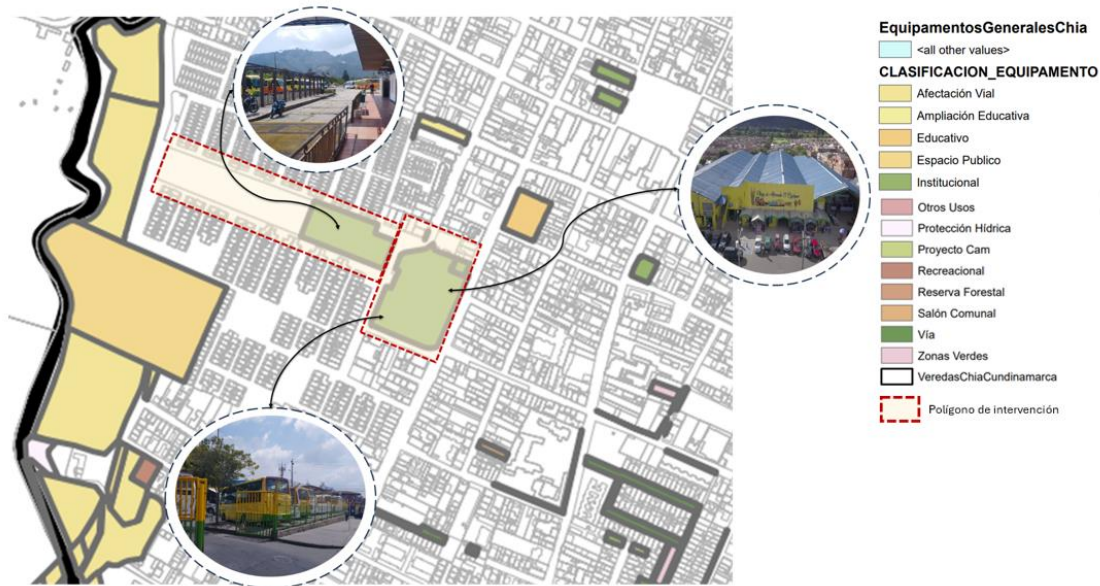 EquipamentosGeneralesChia
<all other values>
CLASIFICACION_EQUIPAMENTO
Afectación Vial
Ampliación Educativa
Educativo
Espacio Publico
Institucional
Otros Usos
Protección Hídrica
Proyecto Cam
Recreacional
Reserva Forestal
Salón Comunal
Vía
Zonas Verdes
VeredasChiaCundinamarca
Polígono de intervención